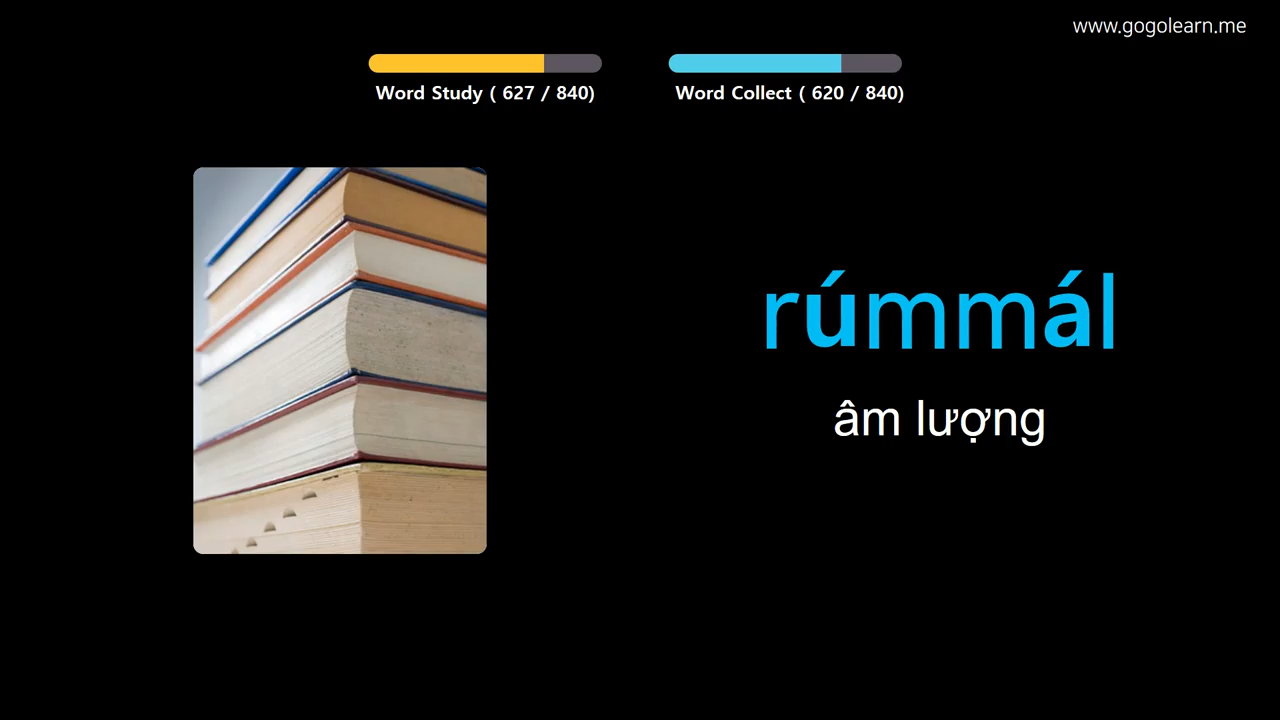 www.gogolearn.me
Word Study ( 627 / 840)
Word Collect ( 620 / 840)
rúmmál
âm lượng